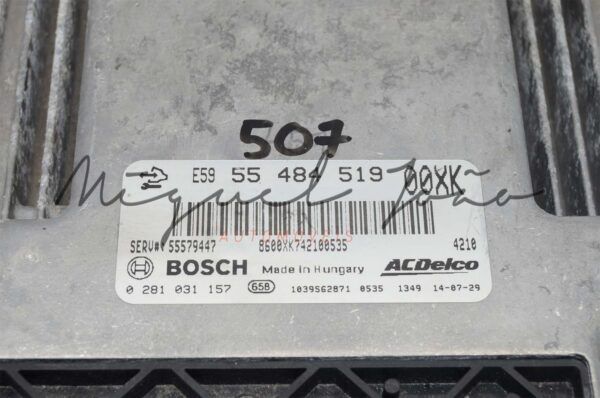 507
E59 55 484 519 00XK
Miguel João
AUTOMÓVEIS
SERV#: 55579447 8600XK742100535 4210
BOSCH Made in Hungary ACDelco
0 281 031 157 658 1039S62871 0535 1349 14-07-29